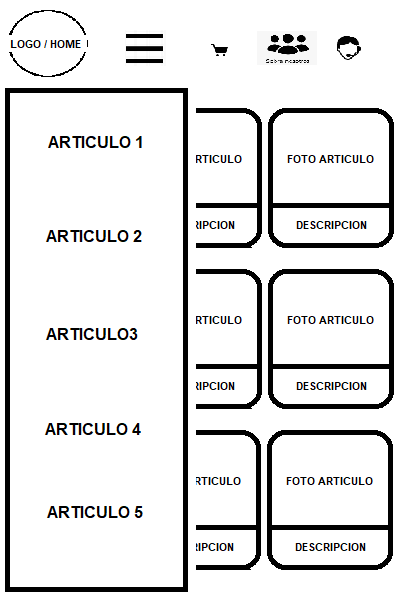 LOGO / HOME
Sobre nosotros
ARTICULO 1
ARTICULO 2
ARTICULO3
ARTICULO 4
ARTICULO 5
RTICULO
FOTO ARTICULO
RIPCION
DESCRIPCION
RTICULO
FOTO ARTICULO
RIPCION
DESCRIPCION
RTICULO
FOTO ARTICULO
RIPCION
DESCRIPCION